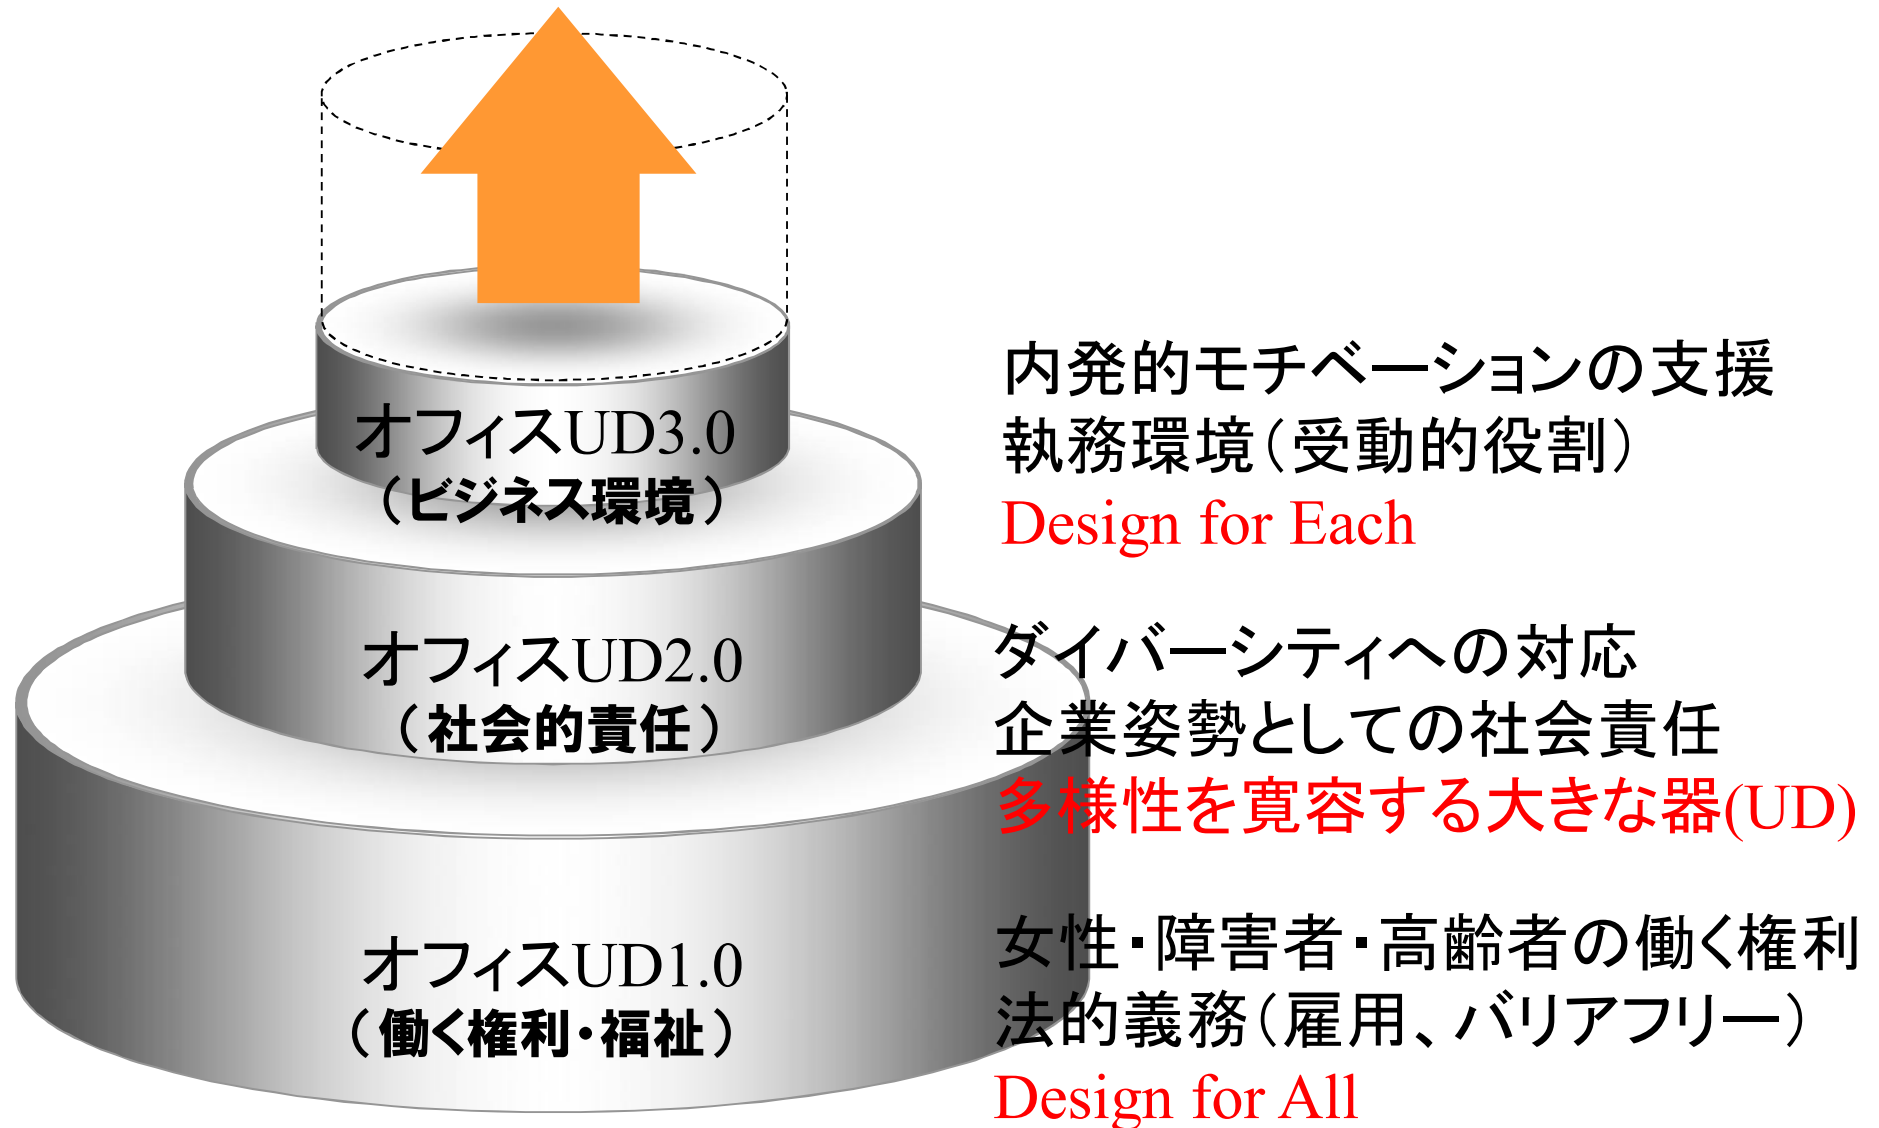 オフィスUD3.0
（ビジネス環境）
内発的モチベーションの支援
執務環境（受動的役割）
Design for Each
オフィスUD2.0
（社会的責任）
ダイバーシティへの対応
企業姿勢としての社会責任
多様性を寛容する大きな器(UD)
オフィスUD1.0
（働く権利・福祉）
女性・障害者・高齢者の働く権利
法的義務（雇用、バリアフリー）
Design for All